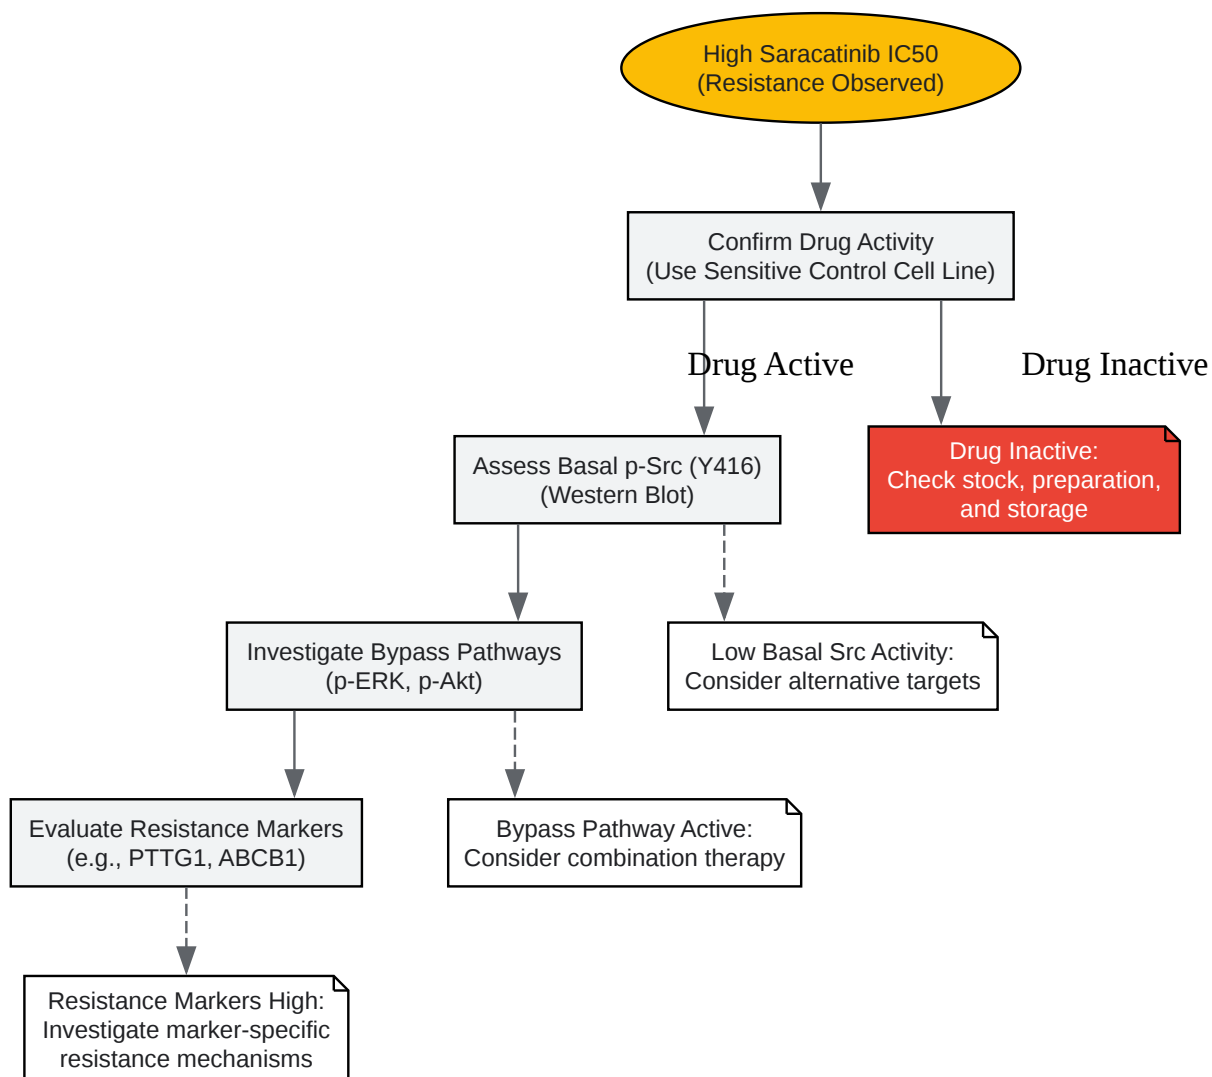 High Saracatinib IC50
(Resistance Observed)
Confirm Drug Activity
(Use Sensitive Control Cell Line)
Drug Active
Drug Inactive
Assess Basal p-Src (Y416)
(Western Blot)
Drug Inactive:
Check stock, preparation,
and storage
Investigate Bypass Pathways
(p-ERK, p-Akt)
Low Basal Src Activity:
Consider alternative targets
Evaluate Resistance Markers
(e.g., PTTG1, ABCB1)
Bypass Pathway Active:
Consider combination therapy
Resistance Markers High:
Investigate marker-specific
resistance mechanisms